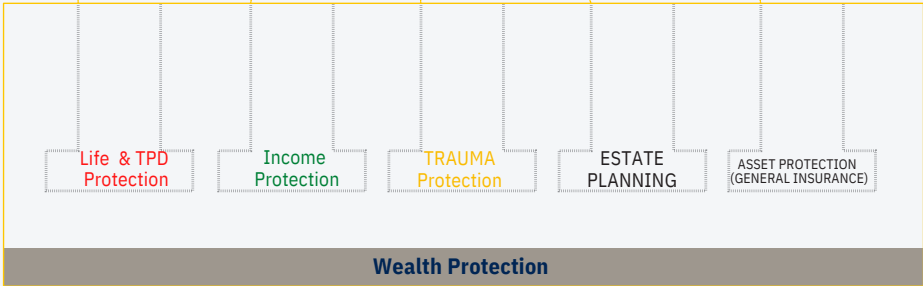 Life & TPD
Protection
Income
Protection
TRAUMA
Protection
ESTATE
PLANNING
ASSET PROTECTION
(GENERAL INSURANCE)
Wealth Protection